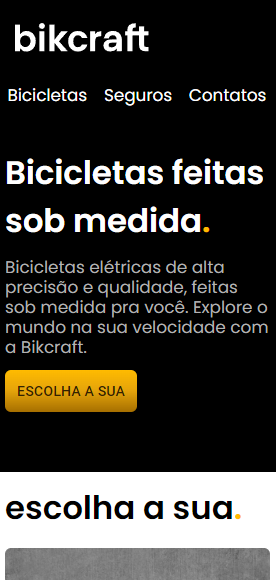 bikcraft
Bicicletas Seguros Contatos
Bicicletas feitas
sob medida.
Bicicletas elétricas de alta
precisão e qualidade, feitas
sob medida pra você. Explore o
mundo na sua velocidade com
a Bikcraft.
ESCOLHA A SUA
escolha a sua.